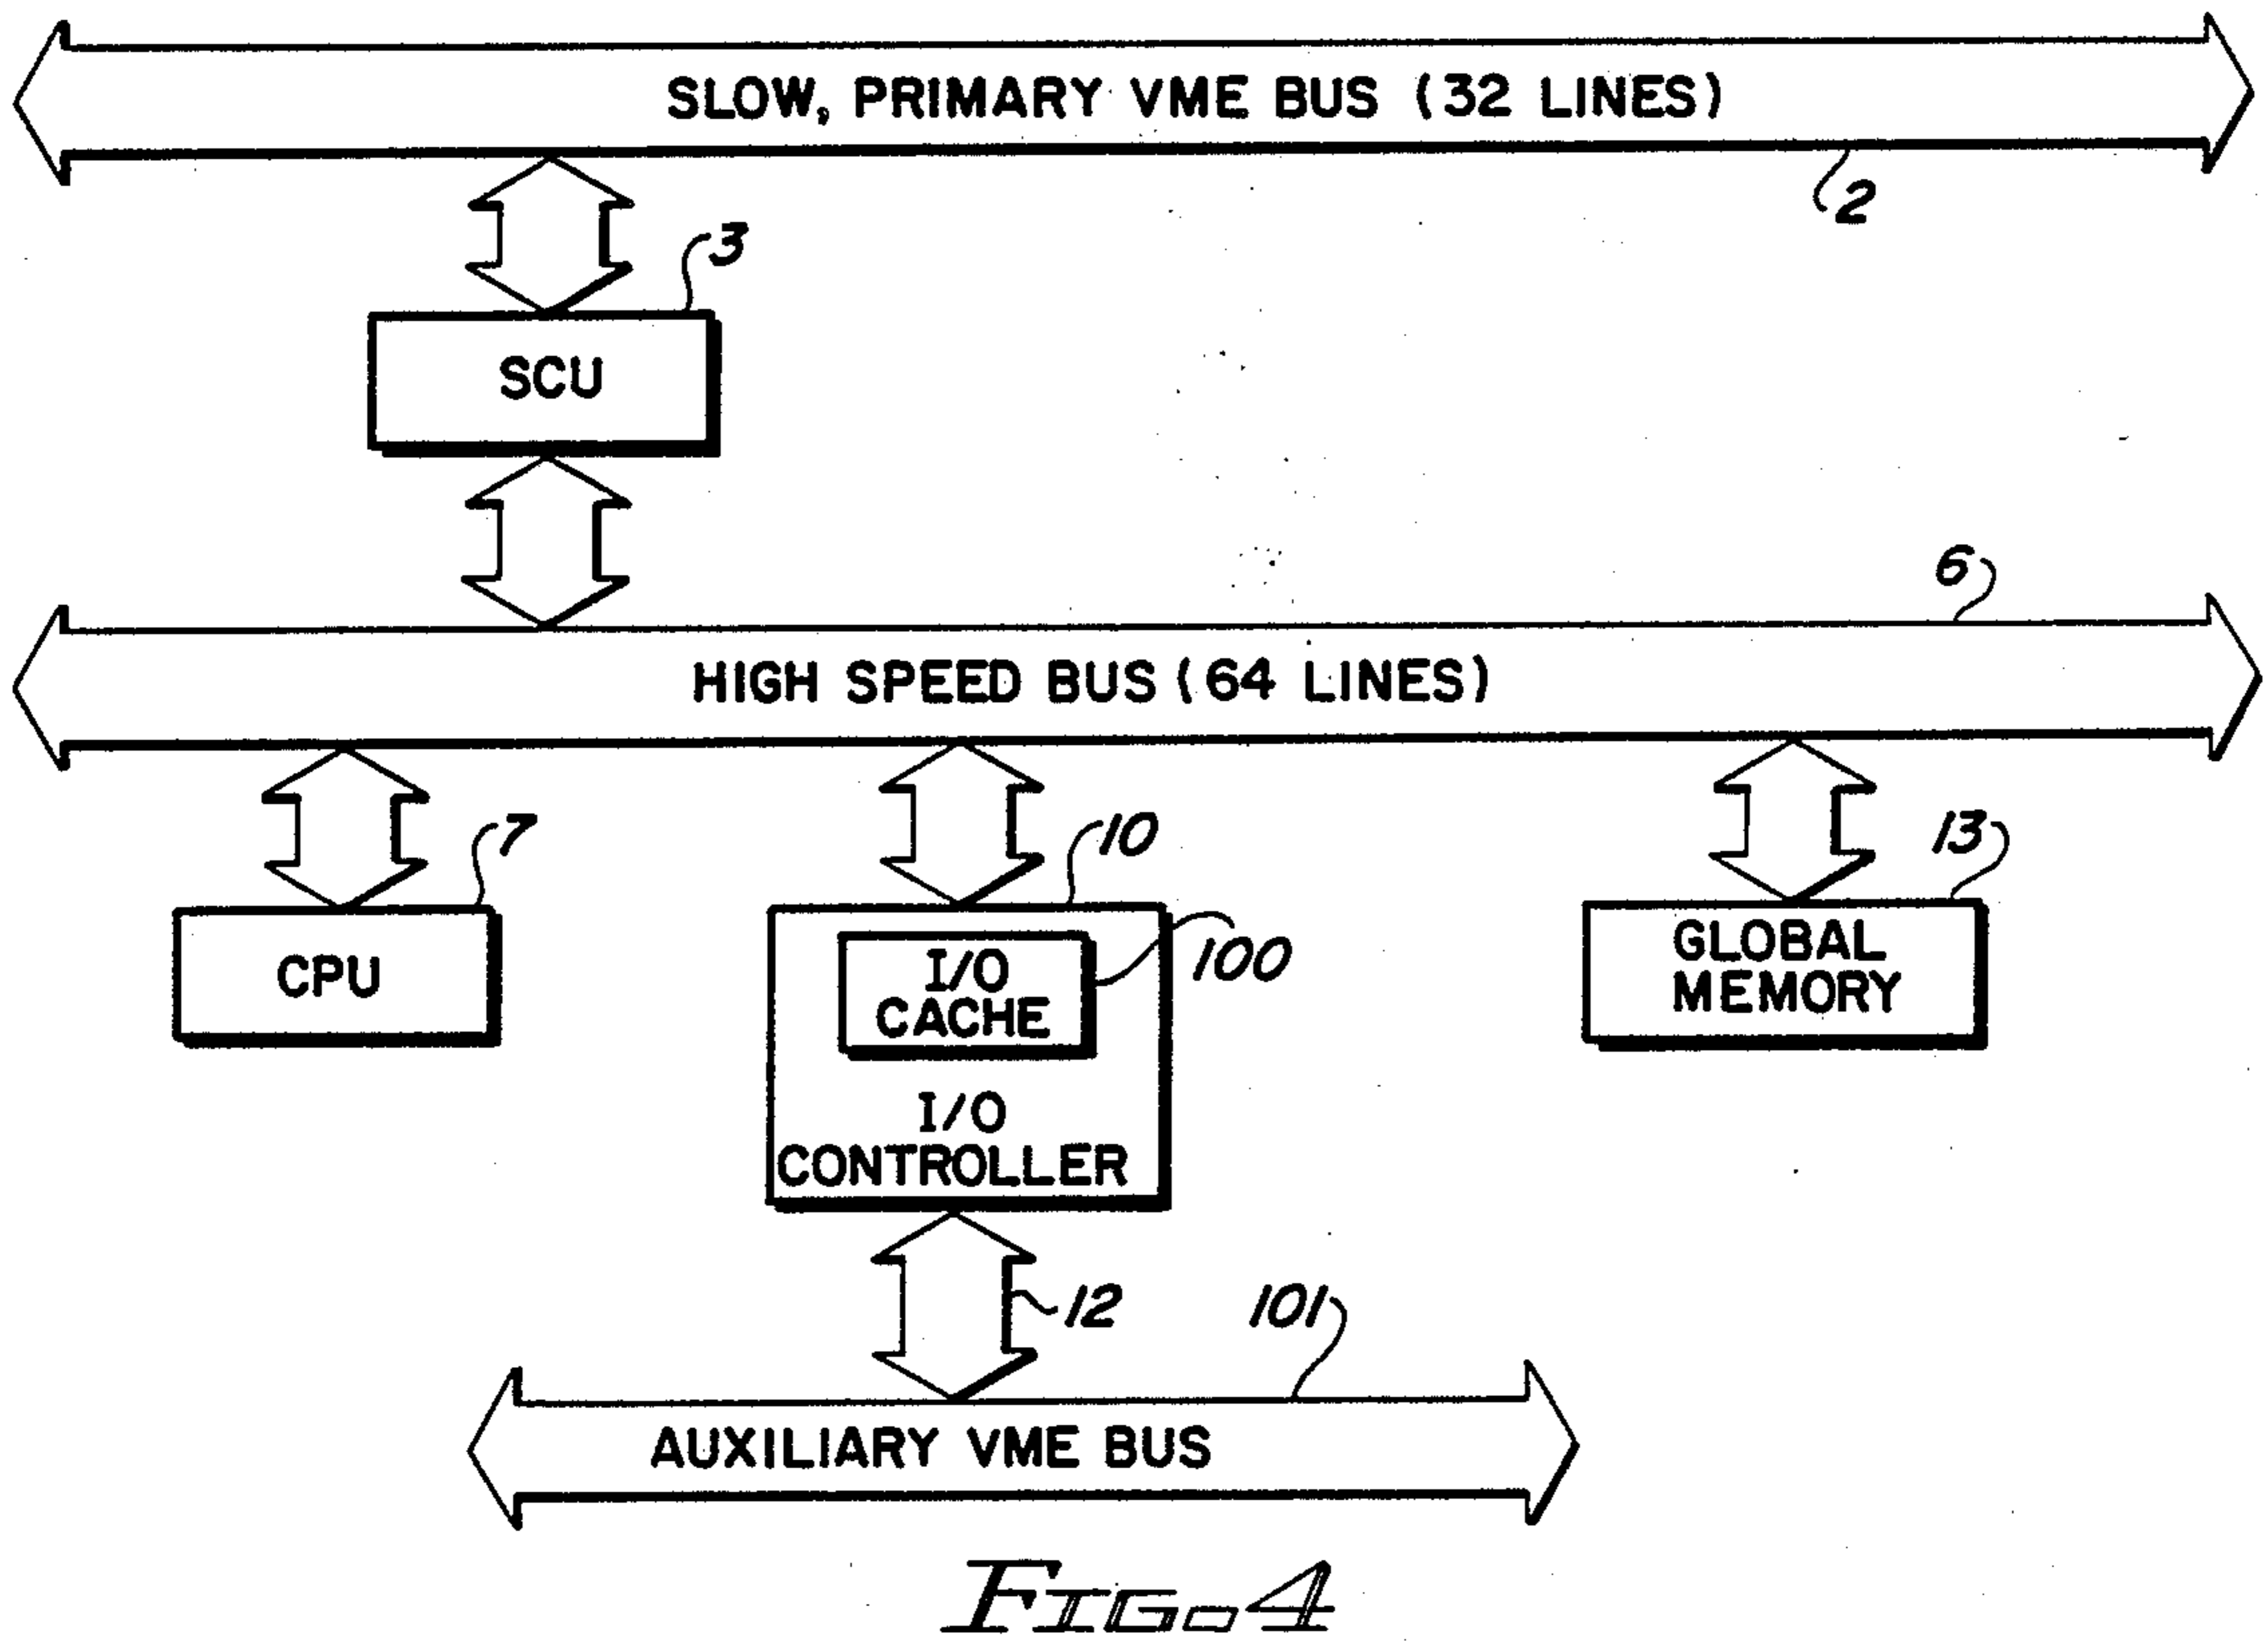 SLOW, PRIMARY VME BUS (32 LINES)
2
3
SCU
6
HIGH SPEED BUS (64 LINES)
7
10
13
CPU
I/O
CACHE
100
GLOBAL
MEMORY
I/O
CONTROLLER
12
101
AUXILIARY VME BUS
FIG. 4